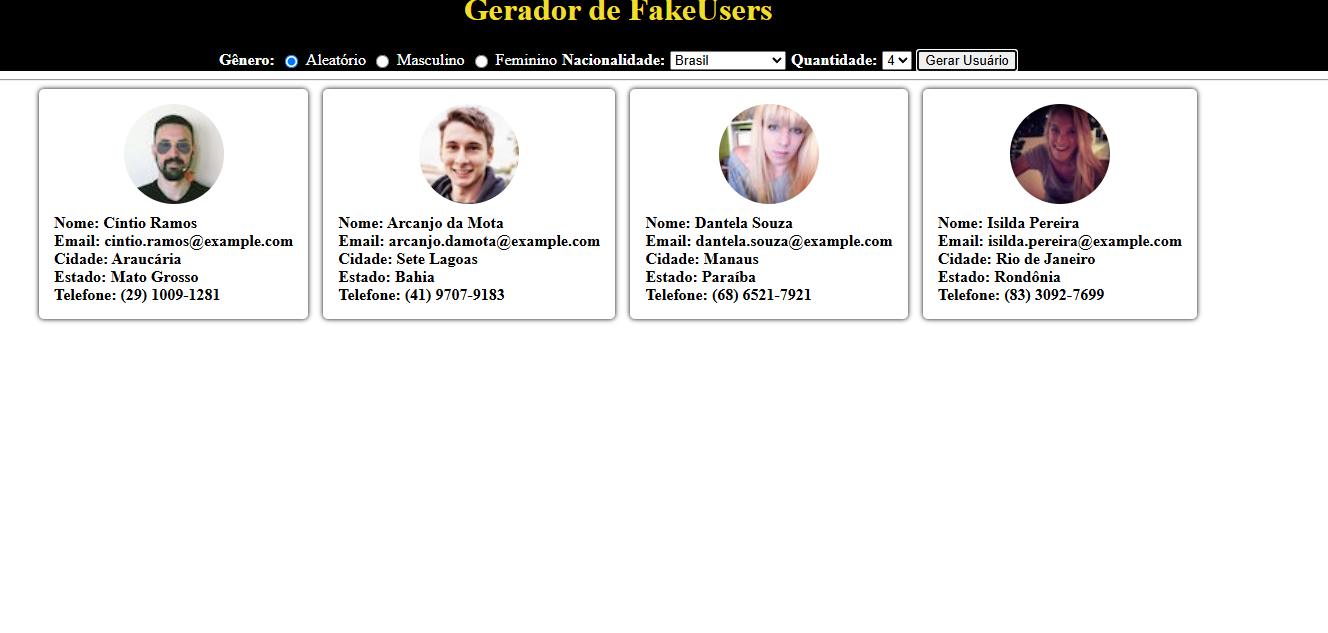 Gerador de FakeUsers
Gênero: Aleatório Masculino Feminino Nacionalidade: Brasil Quantidade: 4 Gerar Usuário
Nome: Cíntio Ramos
Email: cintio.ramos@example.com
Cidade: Araucária
Estado: Mato Grosso
Telefone: (29) 1009-1281
Nome: Arcanjo da Mota
Email: arcanjo.damota@example.com
Cidade: Sete Lagoas
Estado: Bahia
Telefone: (41) 9707-9183
Nome: Dantela Souza
Email: dantela.souza@example.com
Cidade: Manaus
Estado: Paraíba
Telefone: (68) 6521-7921
Nome: Isilda Pereira
Email: isilda.pereira@example.com
Cidade: Rio de Janeiro
Estado: Rondônia
Telefone: (83) 3092-7699